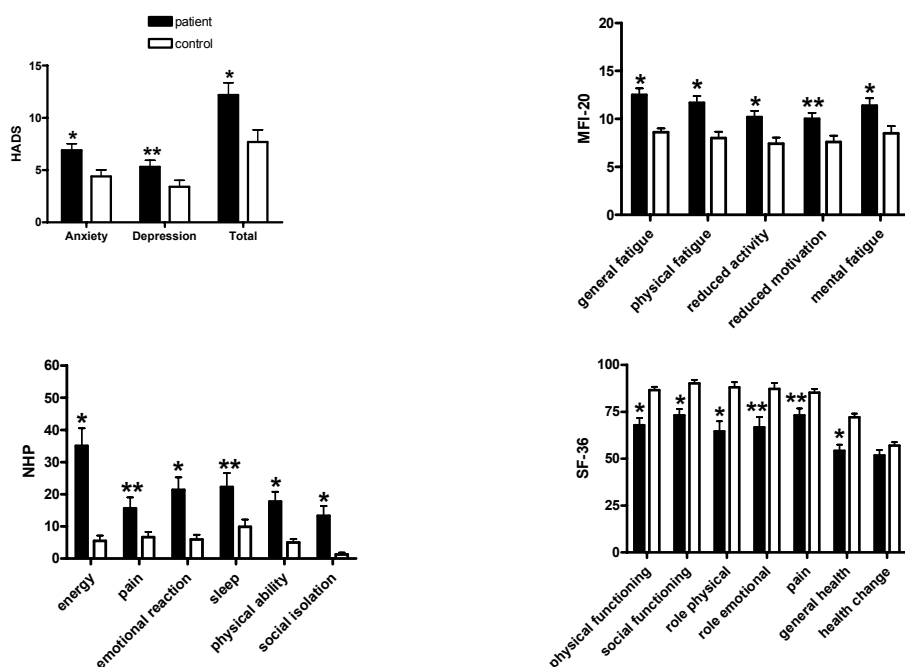 patient
control
HADS
15
10
5
0
*
**
*
Anxiety Depression Total
MFI-20
20
15
10
5
0
*
*
*
**
*
general fatigue
physical fatigue
reduced activity
reduced motivation
mental fatigue
NHP
60
50
40
30
20
10
0
*
**
*
**
*
*
energy
pain
emotional reaction
sleep
physical ability
social isolation
SF-36
100
75
50
25
0
*
*
*
**
**
*
physical functioning
social functioning
role physical
role emotional
pain
general health
health change